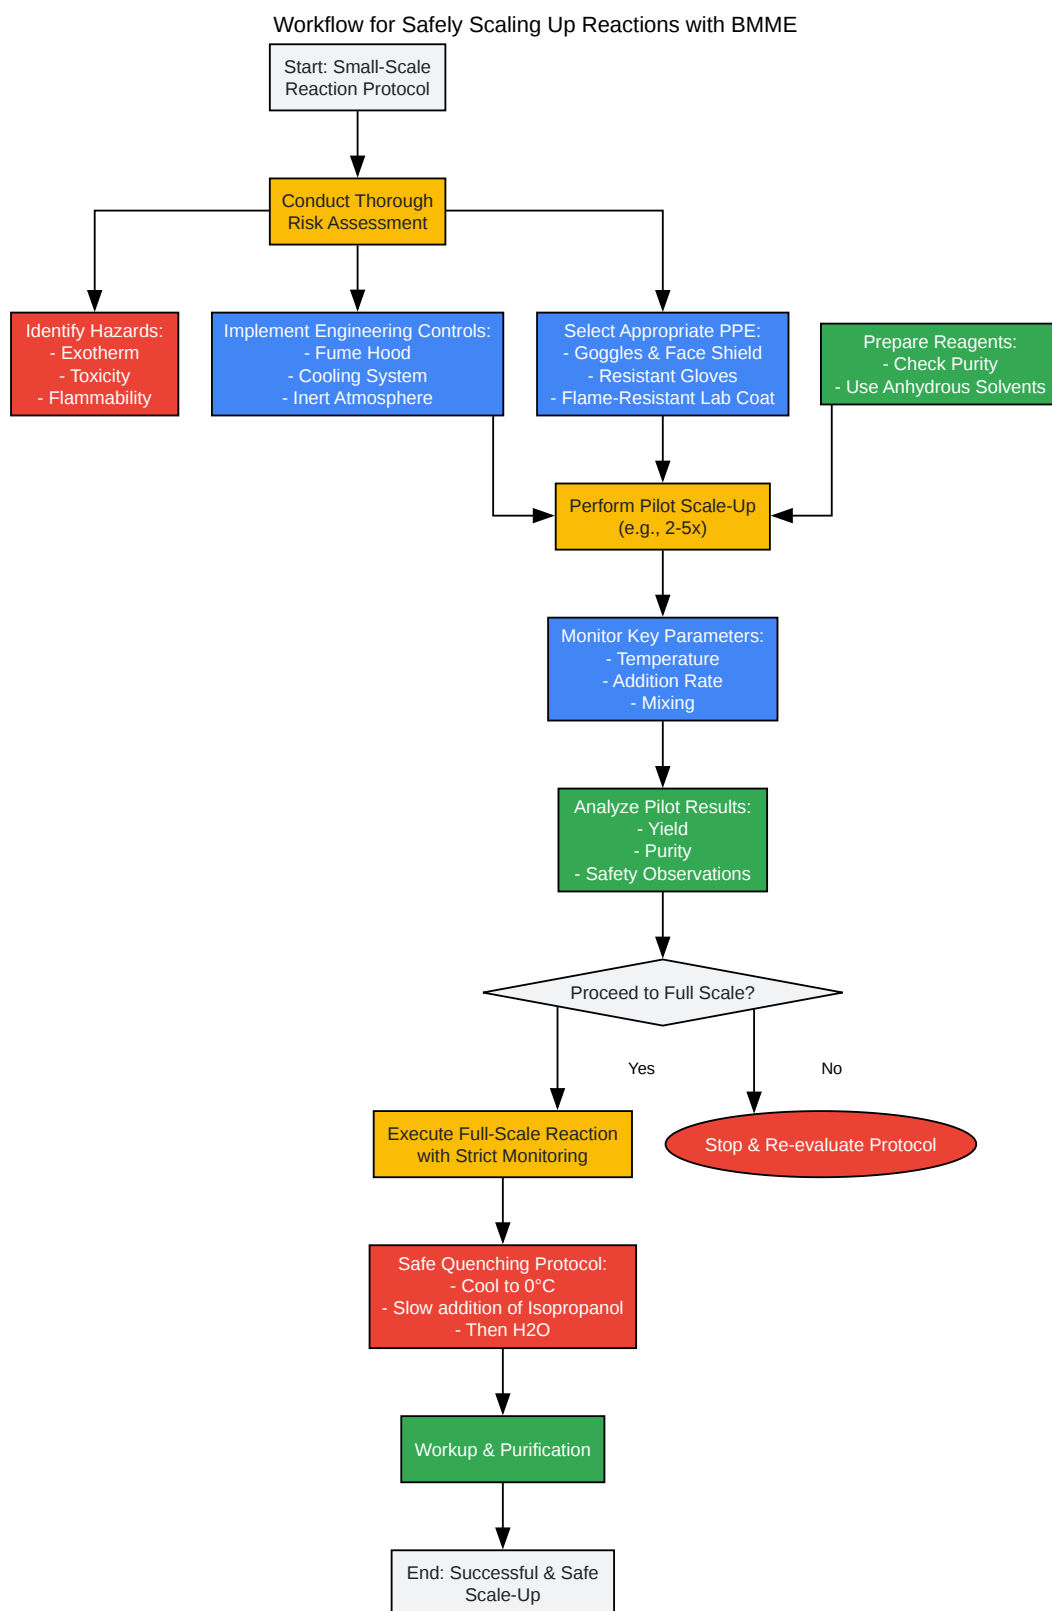 Workflow for Safely Scaling Up Reactions with BMME
Start: Small-Scale
Reaction Protocol
Conduct Thorough
Risk Assessment
Identify Hazards:
- Exotherm
- Toxicity
- Flammability
Implement Engineering Controls:
- Fume Hood
- Cooling System
- Inert Atmosphere
Select Appropriate PPE:
- Goggles & Face Shield
- Resistant Gloves
- Flame-Resistant Lab Coat
Prepare Reagents:
- Check Purity
- Use Anhydrous Solvents
Perform Pilot Scale-Up
(e.g., 2-5x)
Monitor Key Parameters:
- Temperature
- Addition Rate
- Mixing
Analyze Pilot Results:
- Yield
- Purity
- Safety Observations
Proceed to Full Scale?
Yes
No
Execute Full-Scale Reaction
with Strict Monitoring
Stop & Re-evaluate Protocol
Safe Quenching Protocol:
- Cool to 0°C
- Slow addition of Isopropanol
- Then H2O
Workup & Purification
End: Successful & Safe
Scale-Up